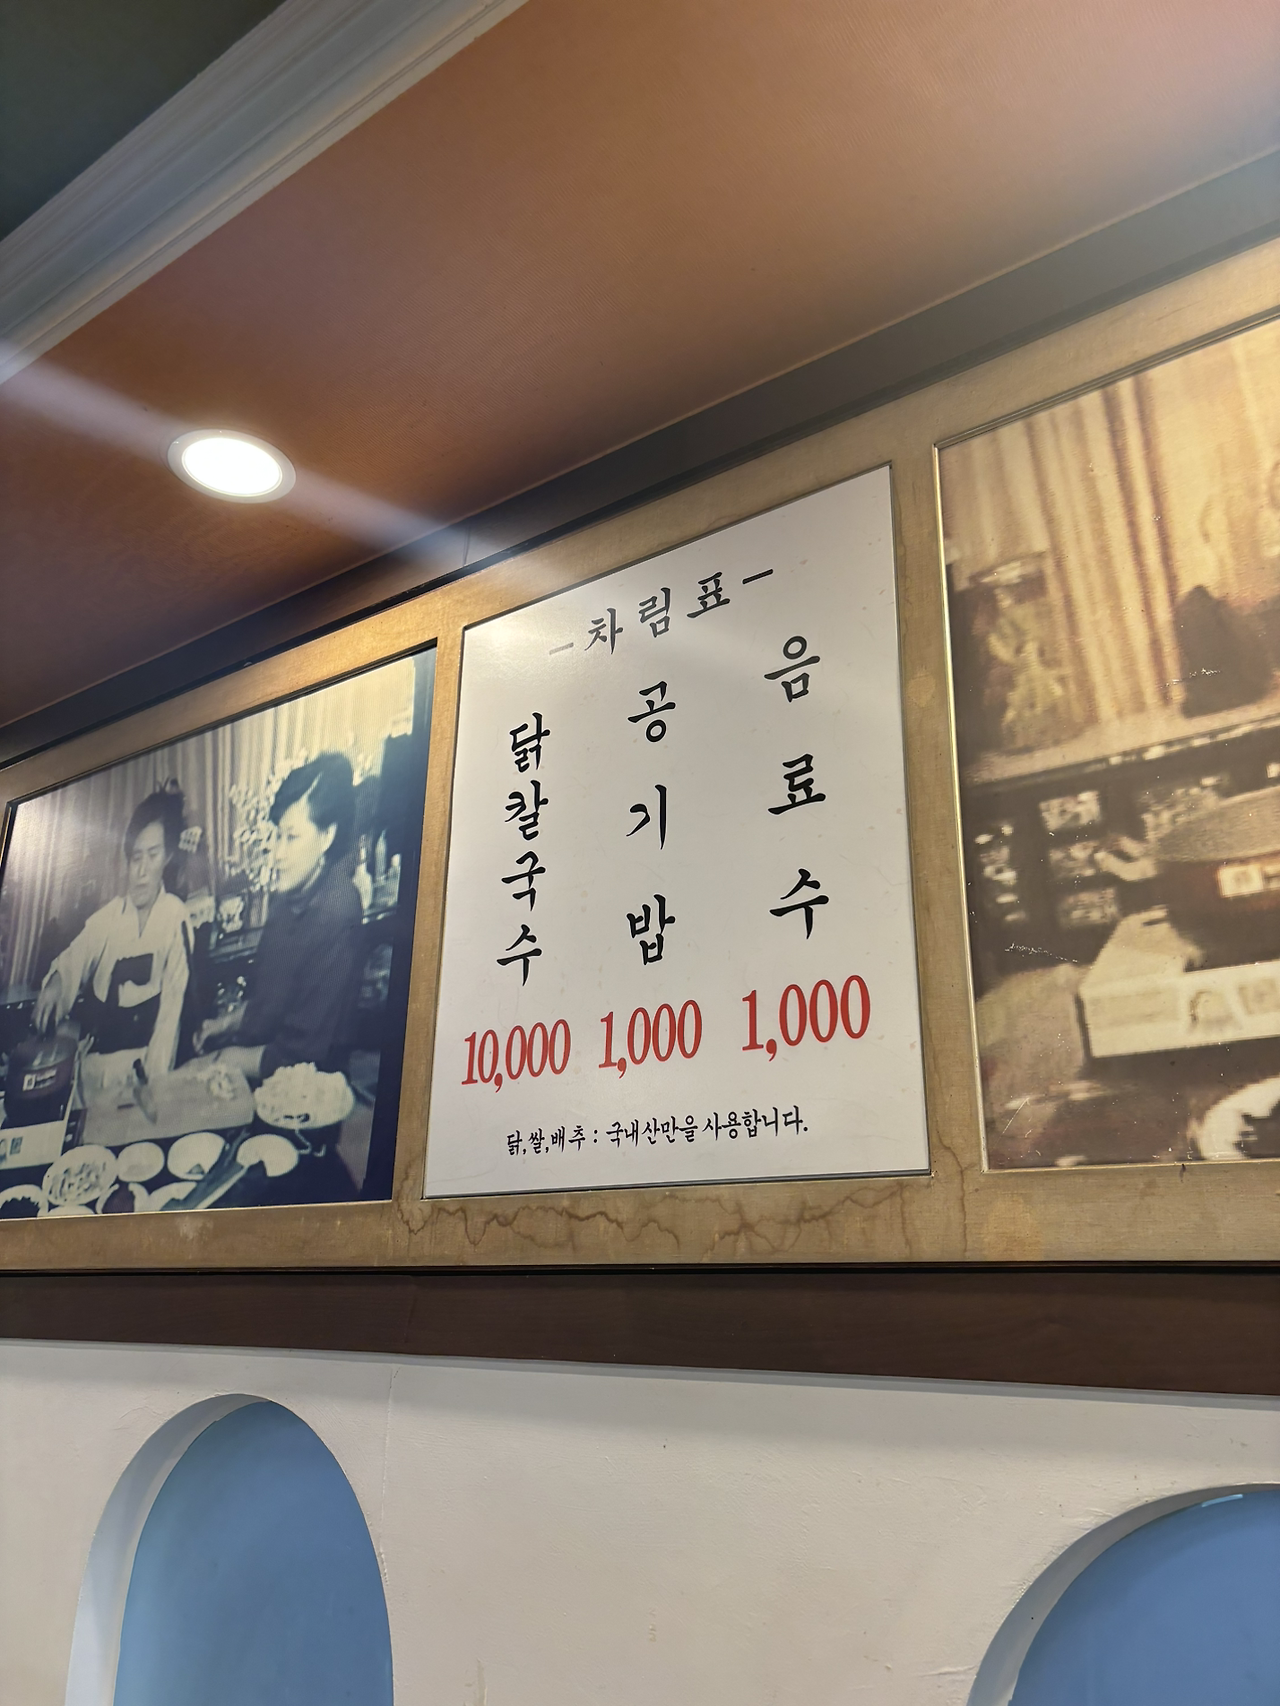 -차림표-
닭칼국수
10,000
공기밥
1,000
음료수
1,000
닭,쌀,배추 : 국내산만을 사용합니다.